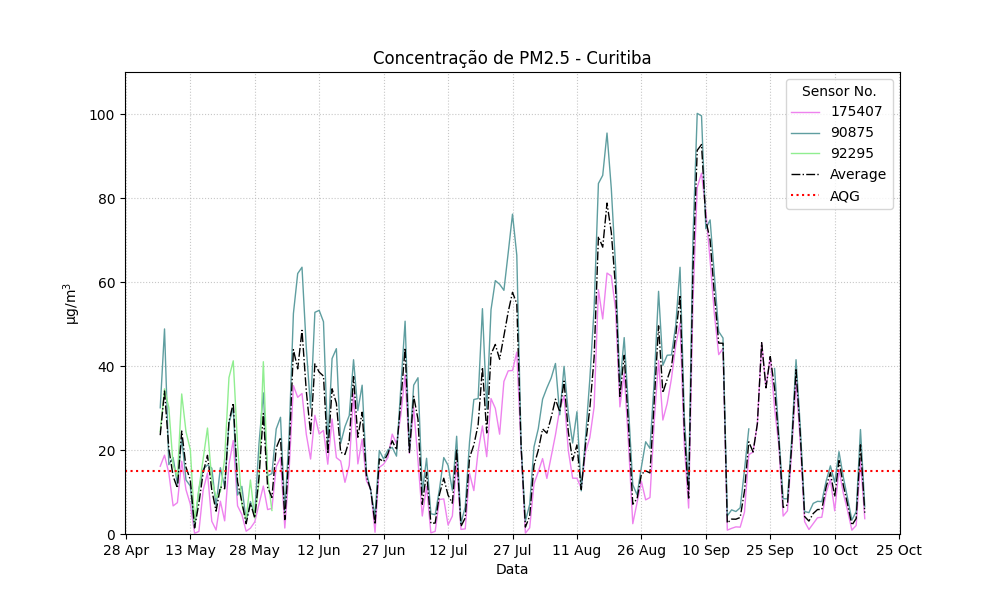 Concentração de PM2.5 - Curitiba
Sensor No.
175407
90875
92295
Average
AQG
100
80
60
40
20
0
µg/m³
28 Apr 13 May 28 May 12 Jun 27 Jun 12 Jul 27 Jul 11 Aug 26 Aug 10 Sep 25 Sep 10 Oct 25 Oct
Data